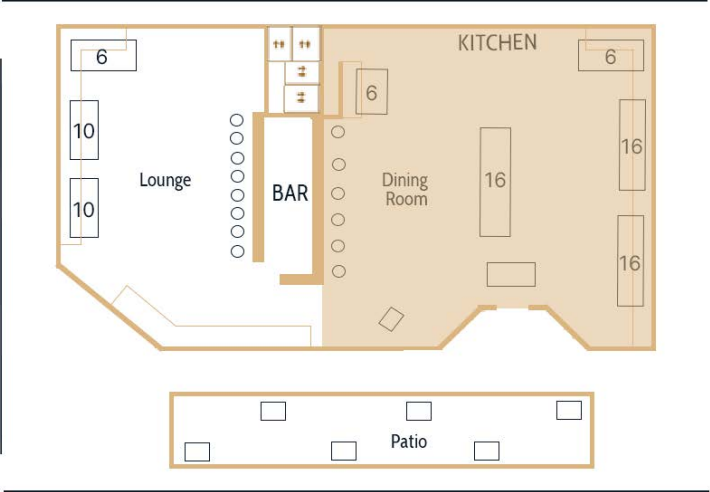 KITCHEN
6
6
6
10
16
16
Lounge
Dining
Room
BAR
10
16
Patio